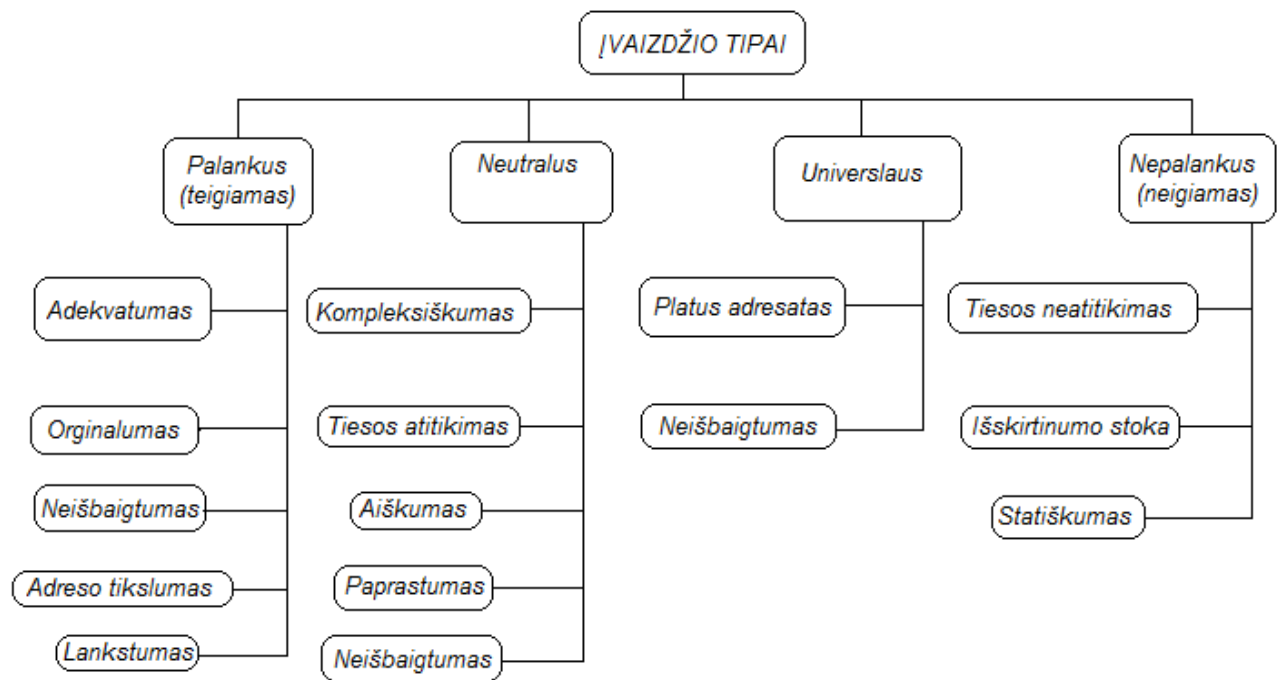 ĮVAIZDŽIO TIPAI
Palankus
(teigiamas)
Adekvatumas
Orginalumas
Neišbaigtumas
Adreso tikslumas
Lankstumas
Neutralus
Kompleksiškumas
Tiesos atitikimas
Aiškumas
Paprastumas
Neišbaigtumas
Universlaus
Platus adresatas
Neišbaigtumas
Nepalankus
(neigiamas)
Tiesos neatitikimas
Išskirtinumo stoka
Statiškumas